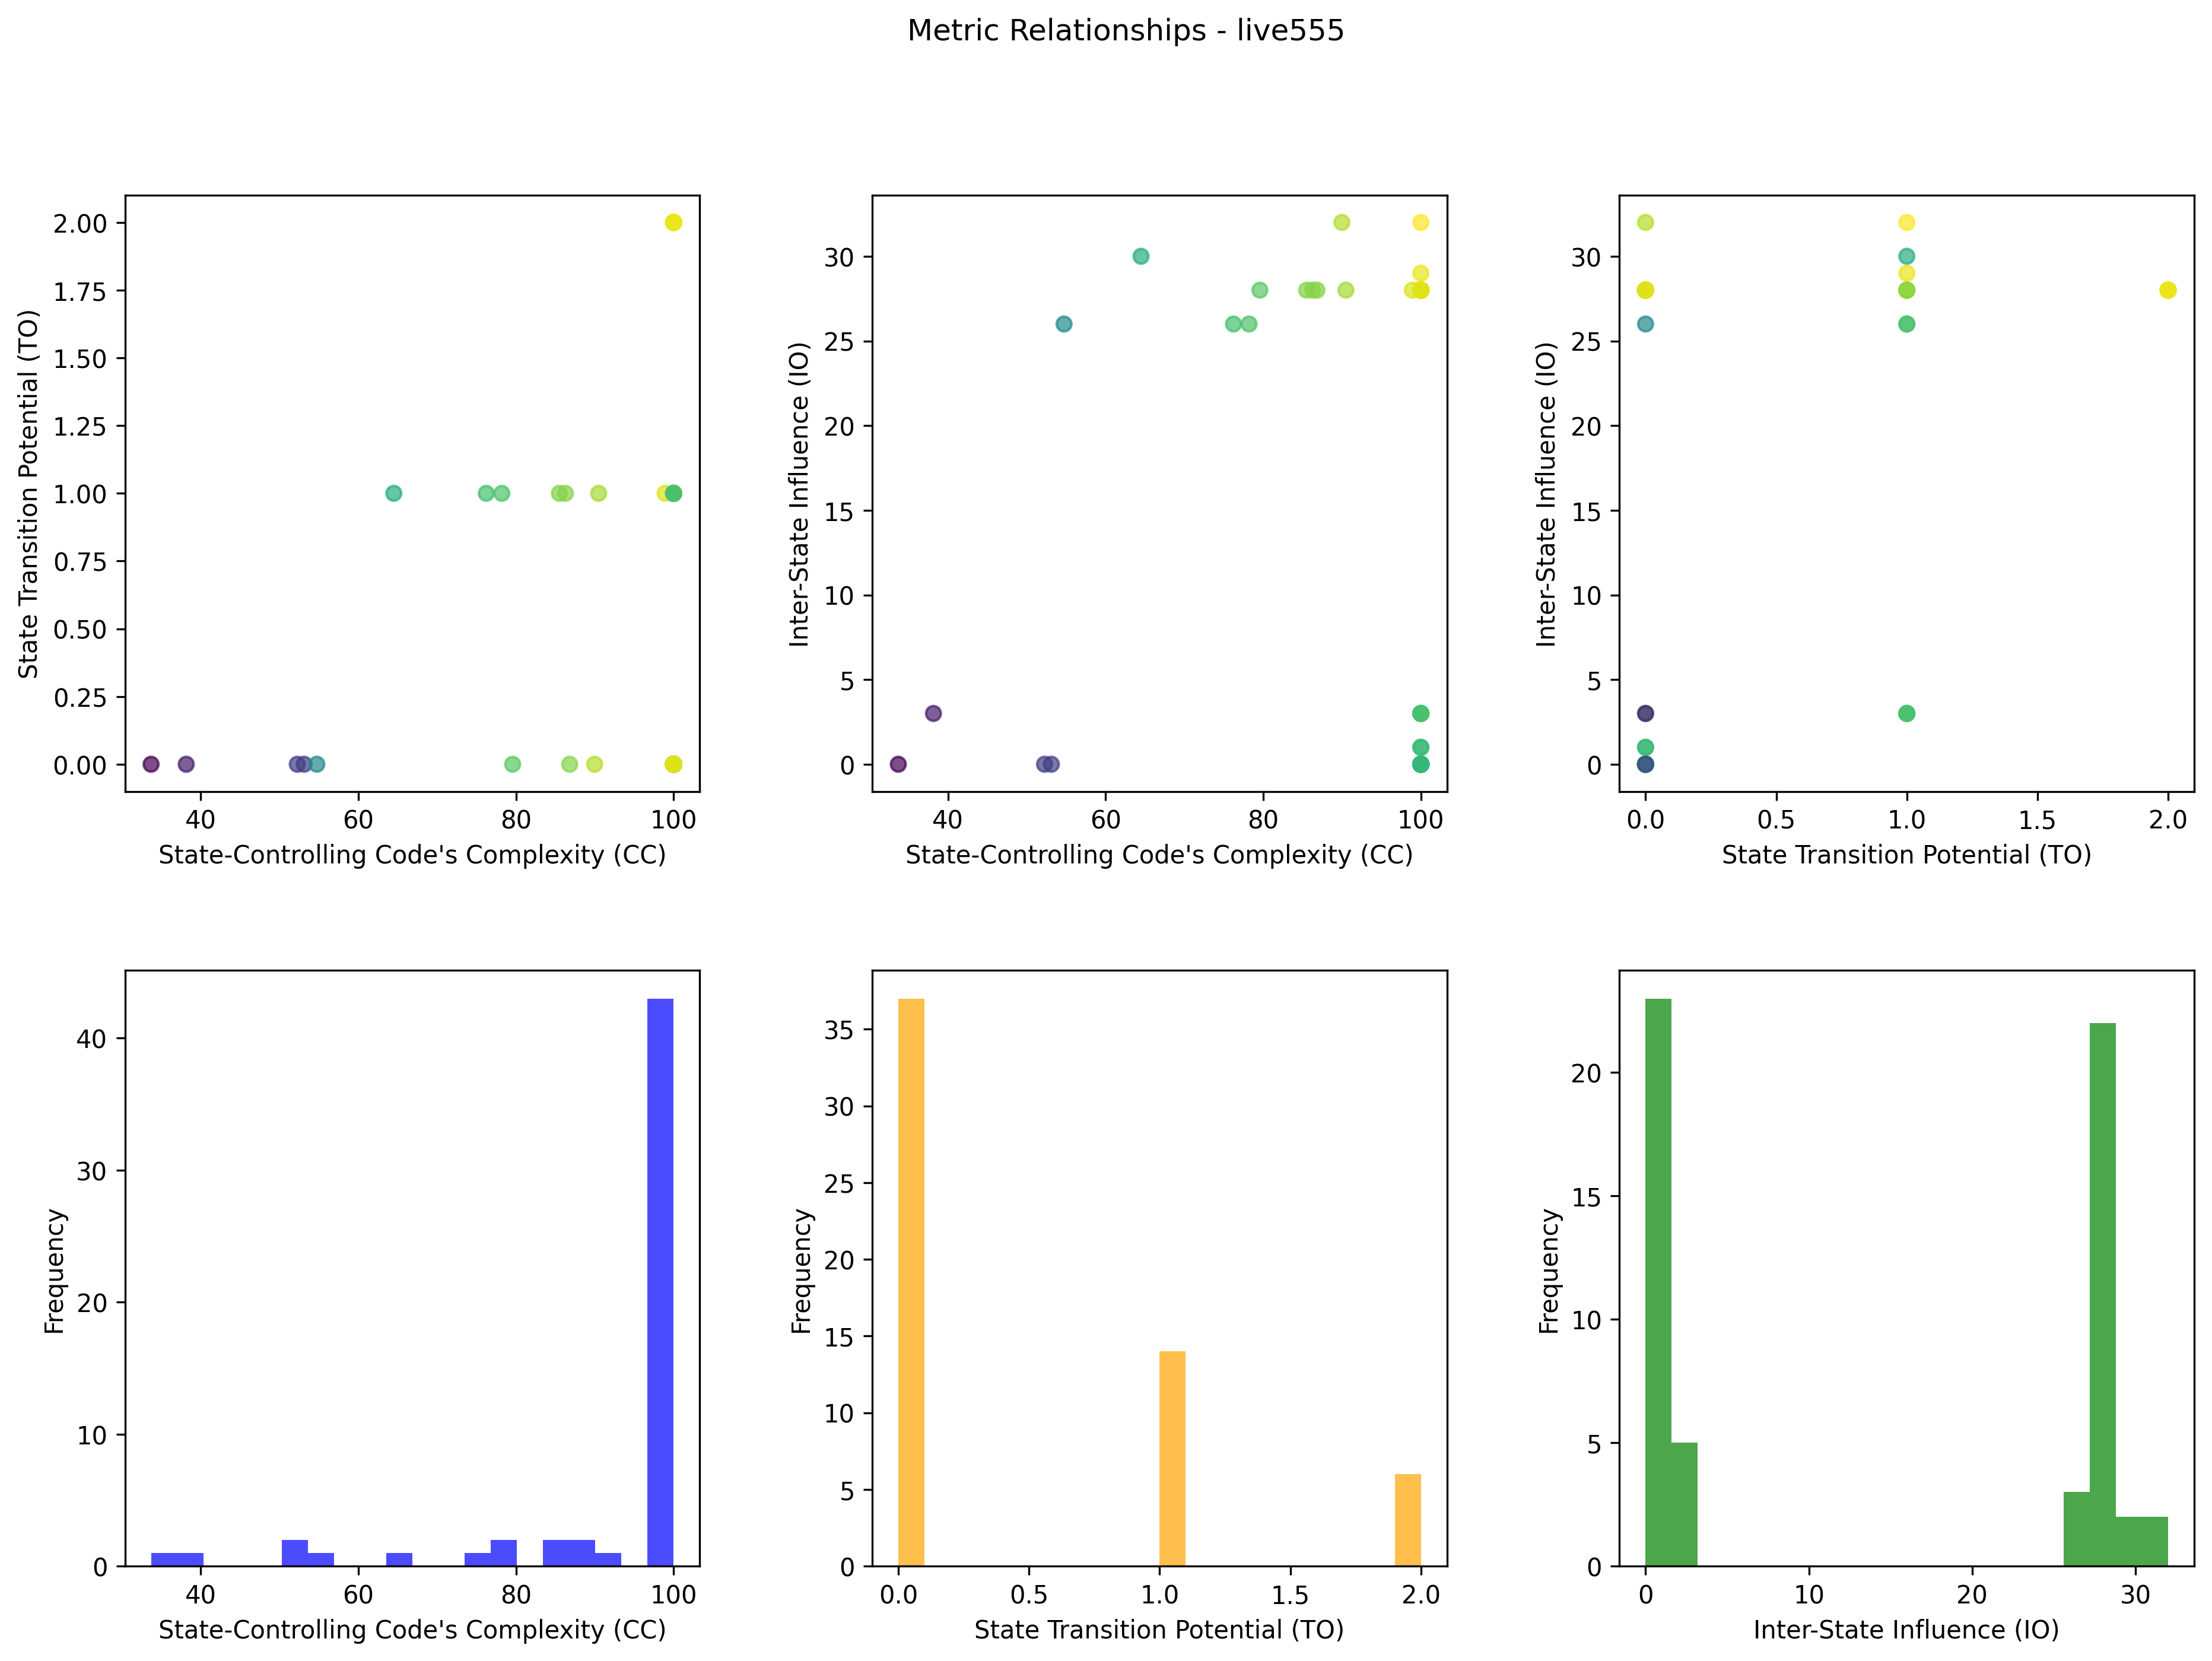 Metric Relationships - live555
State Transition Potential (TO)
2.00
1.75
1.50
1.25
1.00
0.75
0.50
0.25
0.00
40 60 80 100
State-Controlling Code's Complexity (CC)
Inter-State Influence (IO)
30
25
20
15
10
5
0
40 60 80 100
State-Controlling Code's Complexity (CC)
Inter-State Influence (IO)
30
25
20
15
10
5
0
0.0 0.5 1.0 1.5 2.0
State Transition Potential (TO)
Frequency
40
30
20
10
0
40 60 80 100
State-Controlling Code's Complexity (CC)
Frequency
35
30
25
20
15
10
5
0
0.0 0.5 1.0 1.5 2.0
State Transition Potential (TO)
Frequency
20
15
10
5
0
0 10 20 30
Inter-State Influence (IO)